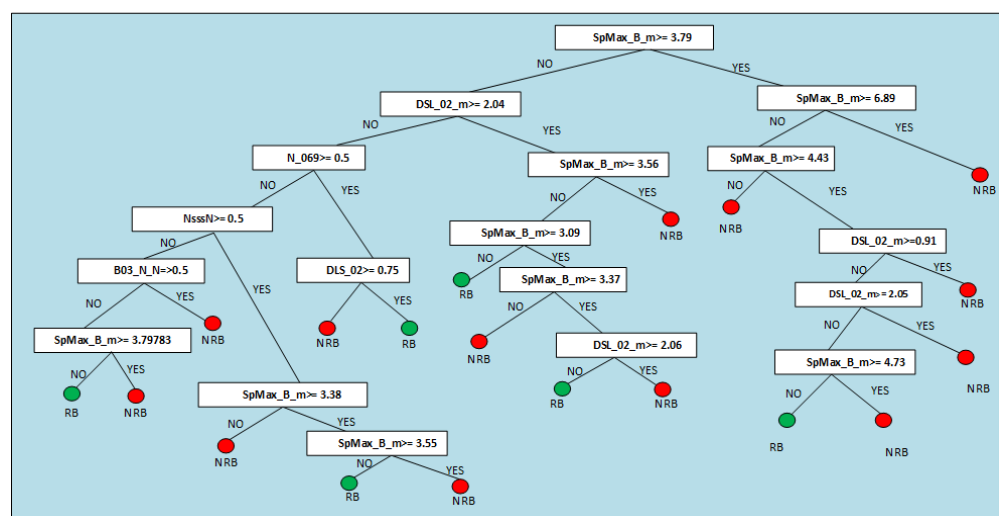 SpMax_B_m>= 3.79
NO
YES
DSL_02_m>= 2.04
SpMax_B_m>= 6.89
NO
YES
NO
YES
N_069>= 0.5
SpMax_B_m>= 3.56
SpMax_B_m>= 4.43
NO
YES
NO
YES
NO
YES
NRB
NsssN>= 0.5
NRB
NRB
SpMax_B_m>= 3.09
DSL_02_m>=0.91
NO
NO
YES
NO
YES
B03_N_N=>0.5
DLS_02>= 0.75
RB
SpMax_B_m>= 3.37
NRB
DSL_02_m>= 2.05
NO
YES
NO
YES
NO
YES
NO
YES
SpMax_B_m>= 3.79783
NRB
NRB
RB
NRB
DSL_02_m>= 2.06
SpMax_B_m>= 4.73
NO
YES
NO
YES
NRB
NO
YES
RB
NRB
SpMax_B_m>= 3.38
RB
NRB
NO
YES
SpMax_B_m>= 3.55
RB
NRB
NRB
NO
YES
RB
NRB